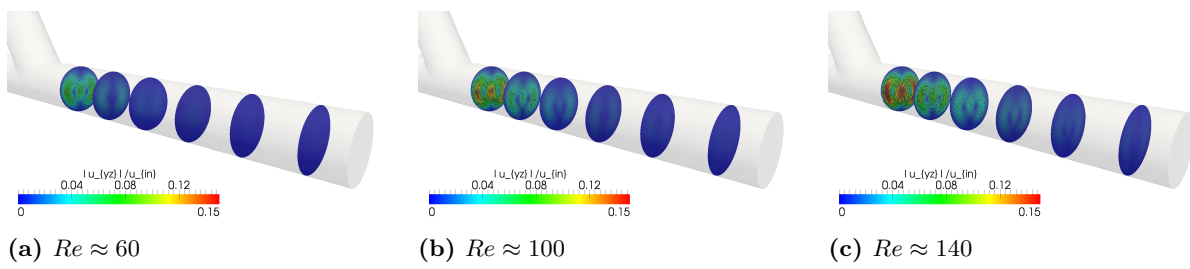 | u_{yz} | /u_{in}
0.04 0.08 0.12
0 0.15
(a) Re ≈ 60
| u_{yz} | /u_{in}
0.04 0.08 0.12
0 0.15
(b) Re ≈ 100
| u_{yz} | /u_{in}
0.04 0.08 0.12
0 0.15
(c) Re ≈ 140